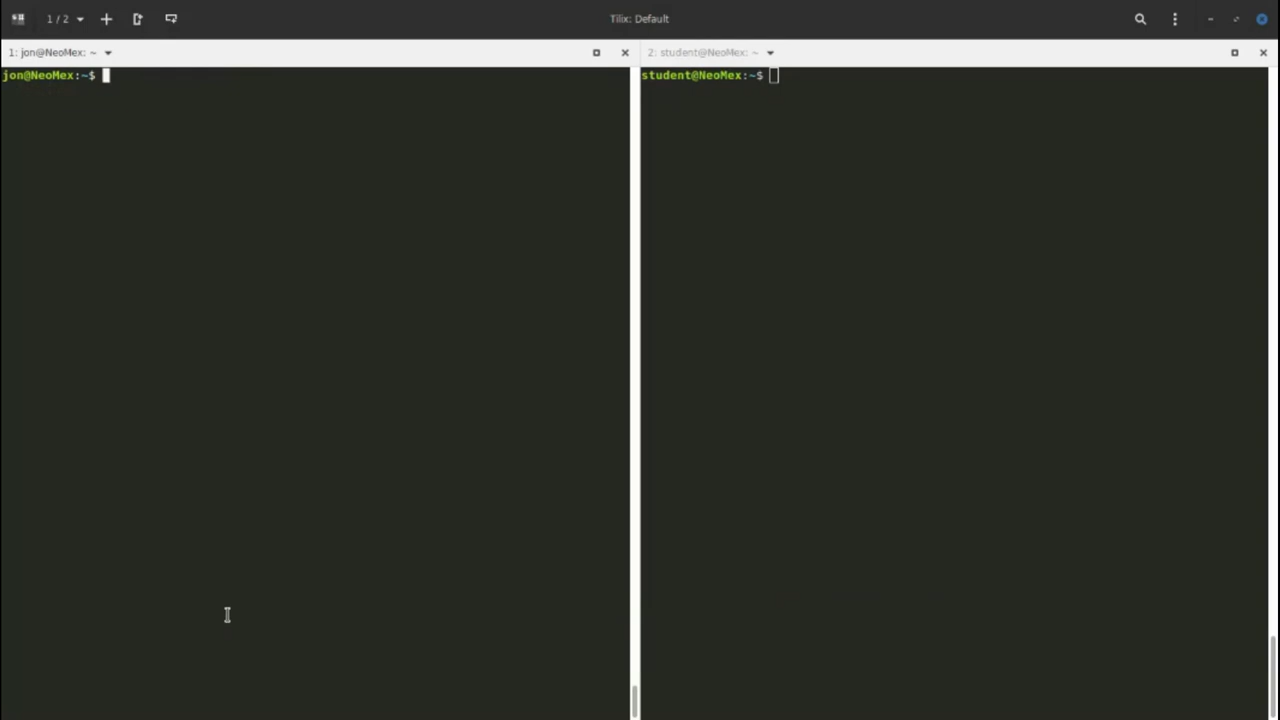 1 / 2
Tilix: Default
1: jon@NeoMex: ~
2: student@NeoMex: ~
jon@NeoMex:~$
student@NeoMex:~$